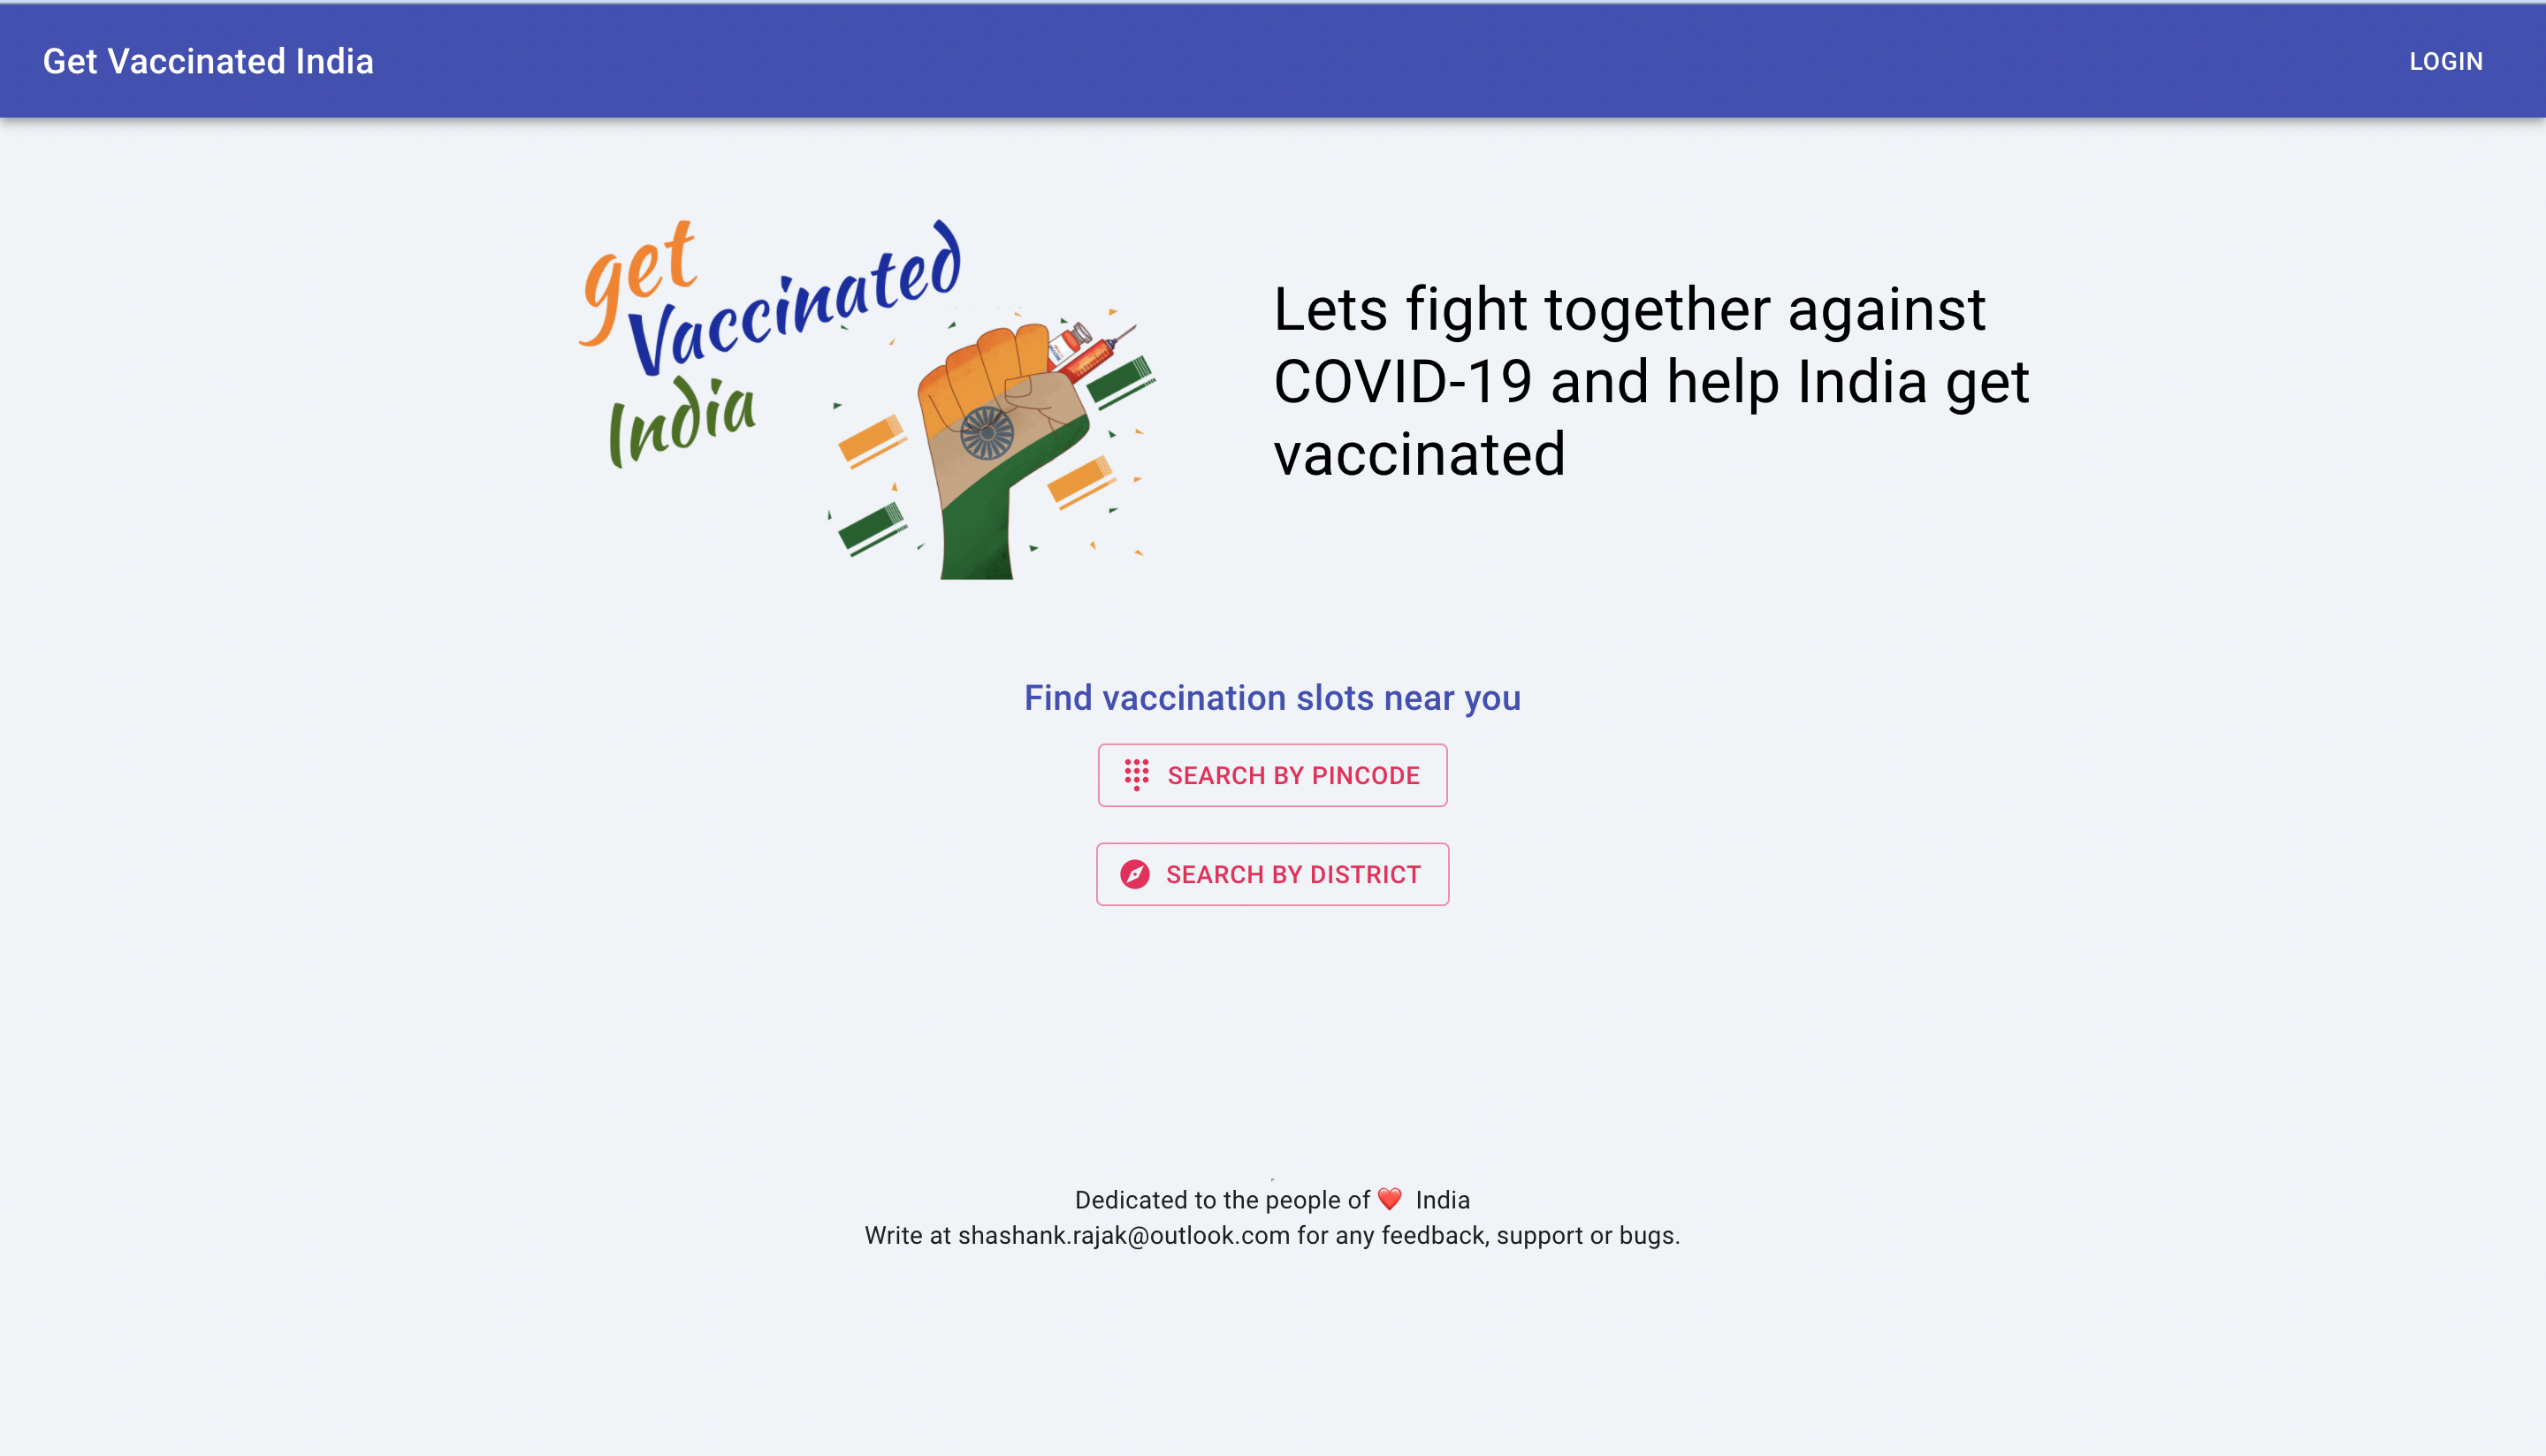 Get Vaccinated India
LOGIN
get
Vaccinated
India
Lets fight together against
COVID-19 and help India get
vaccinated
Find vaccination slots near you
SEARCH BY PINCODE
SEARCH BY DISTRICT
Dedicated to the people of ❤️ India
Write at shashank.rajak@outlook.com for any feedback, support or bugs.